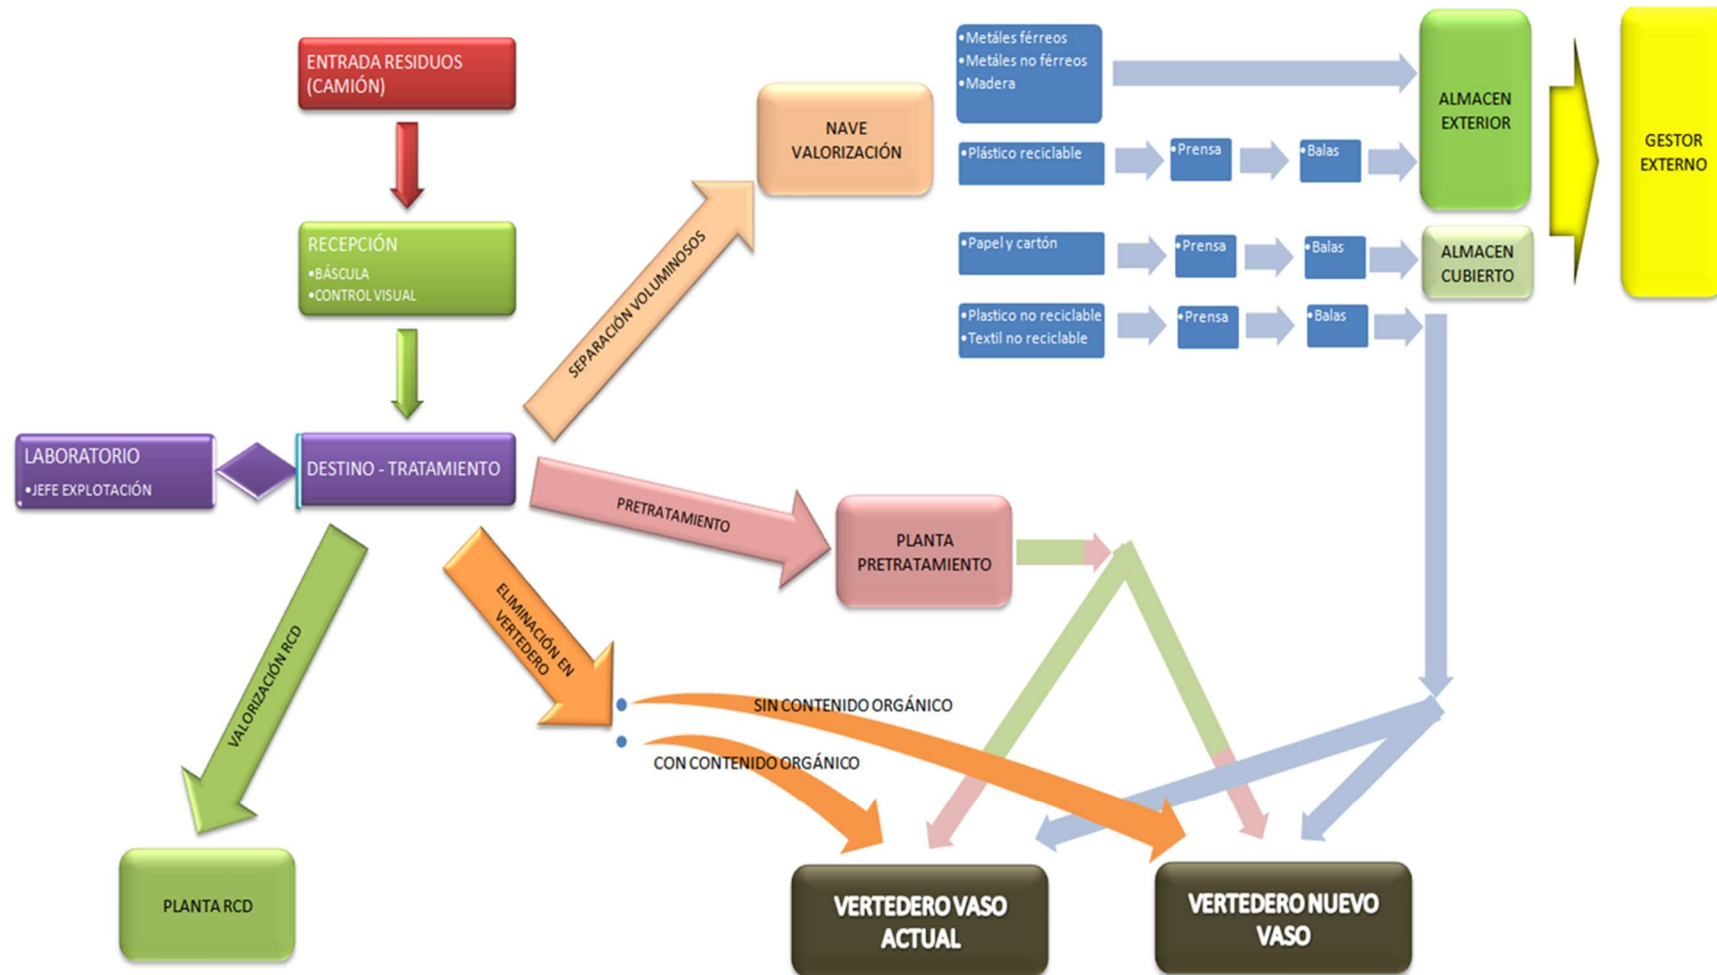 ENTRADA RESIDUOS
(CAMIÓN)
RECEPCIÓN
•BÁSCULA
•CONTROL VISUAL
LABORATORIO
•JEFE EXPLOTACIÓN
DESTINO - TRATAMIENTO
SEPARACIÓN VOLUMINOSOS
NAVE
VALORIZACIÓN
•Metáles férreos
•Metáles no férreos
•Madera
•Plástico reciclable
•Prensa
•Balas
•Papel y cartón
•Prensa
•Balas
•Plastico no reciclable
•Textil no reciclable
•Prensa
•Balas
ALMACEN
EXTERIOR
ALMACEN
CUBIERTO
GESTOR
EXTERNO
PRETRATAMIENTO
PLANTA
PRETRATAMIENTO
ELIMINACIÓN EN
VERTEDERO
VALORIZACIÓN RCD
SIN CONTENIDO ORGÁNICO
CON CONTENIDO ORGÁNICO
PLANTA RCD
VERTEDERO VASO
ACTUAL
VERTEDERO NUEVO
VASO